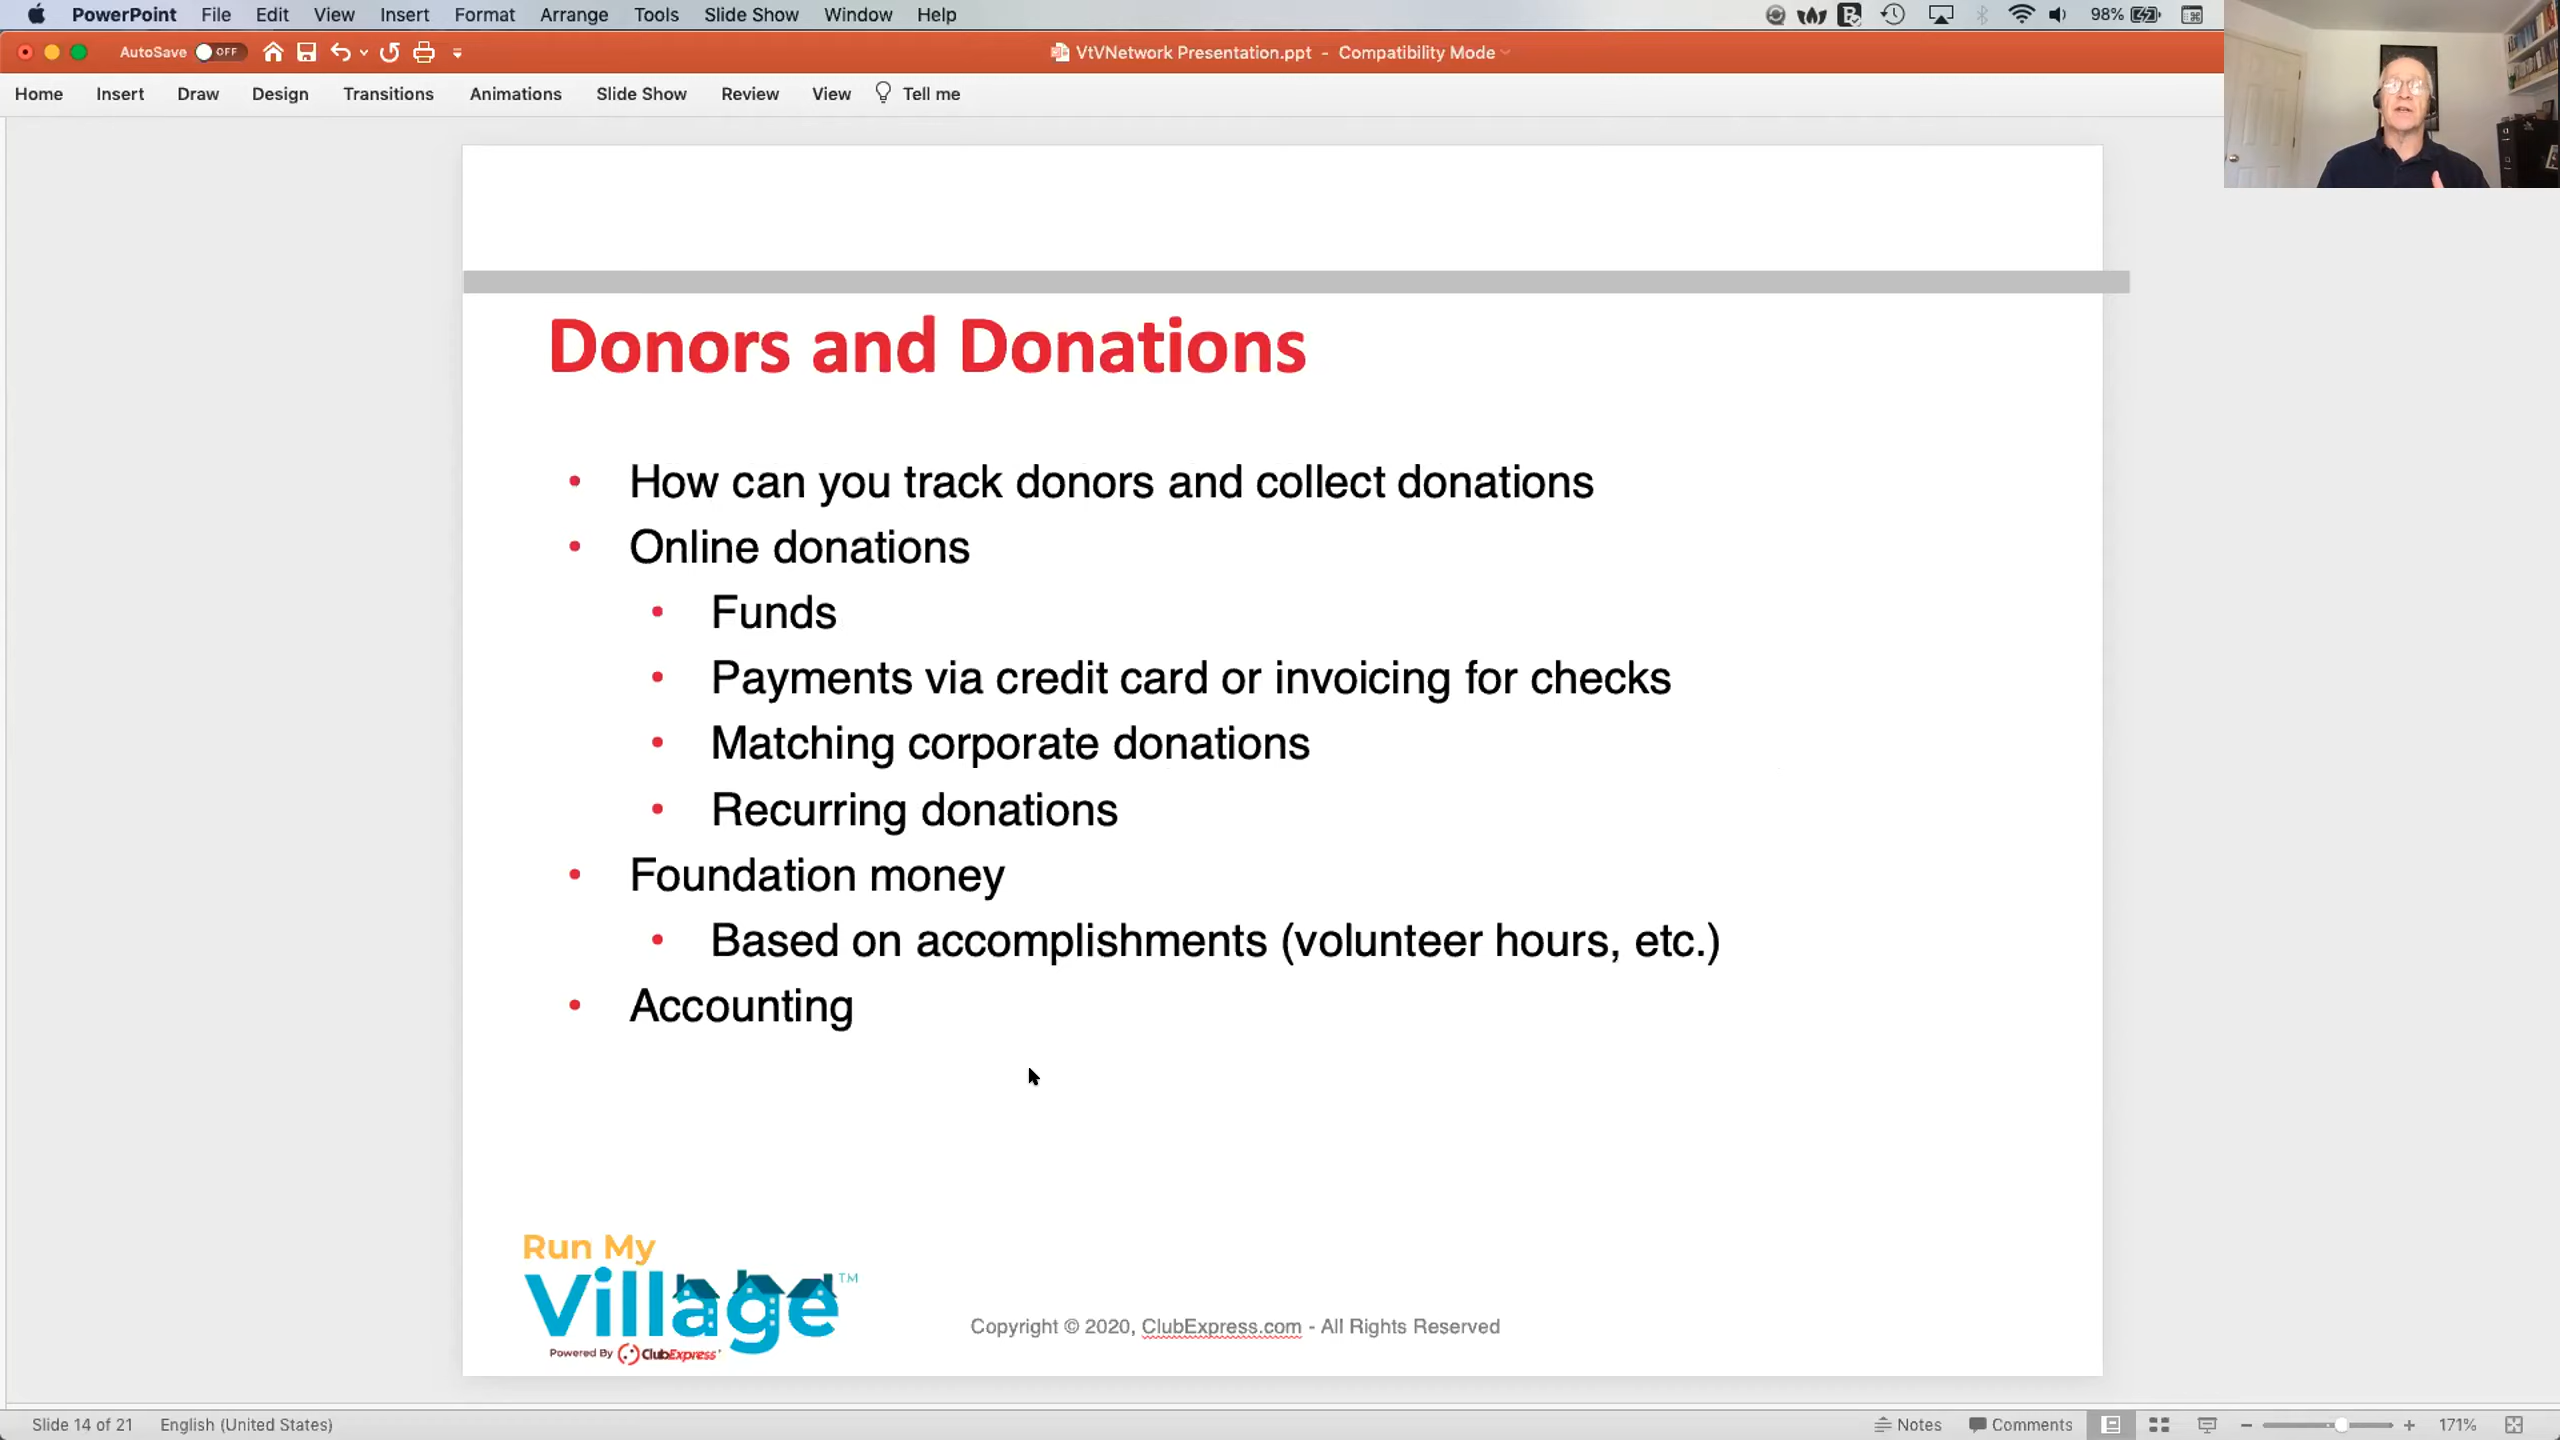 PowerPoint File Edit View Insert Format Arrange Tools Slide Show Window Help 98%
AutoSave OFF VtVNetwork Presentation.ppt - Compatibility Mode
Home Insert Draw Design Transitions Animations Slide Show Review View Tell me
Donors and Donations
• How can you track donors and collect donations
• Online donations
• Funds
• Payments via credit card or invoicing for checks
• Matching corporate donations
• Recurring donations
• Foundation money
• Based on accomplishments (volunteer hours, etc.)
• Accounting
Run My
Village™
Powered By ClubExpress
Copyright © 2020, ClubExpress.com - All Rights Reserved
Slide 14 of 21 English (United States) Notes Comments 171%